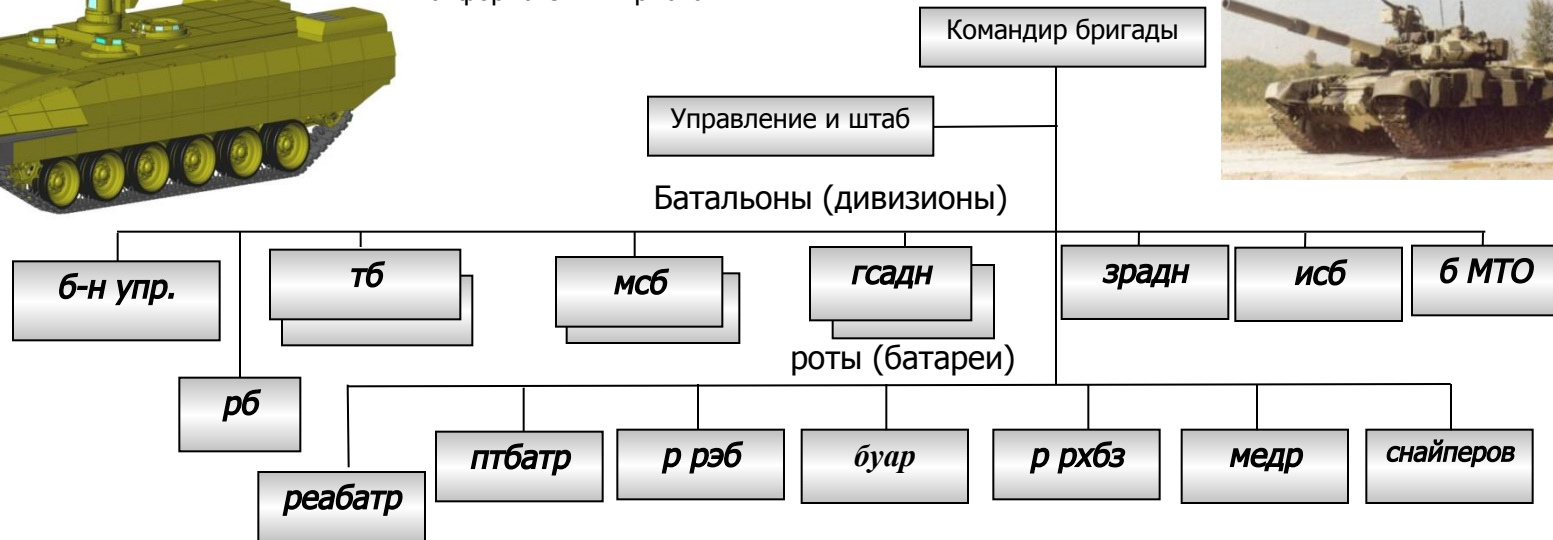 Командир бригады
Управление и штаб
Батальоны (дивизионы)
б-н упр.
тб
мсб
гсадн
зрадн
исб
б МТО
роты (батареи)
рб
реабатр
птбатр
р рэб
буар
р рхбз
медр
снайперов